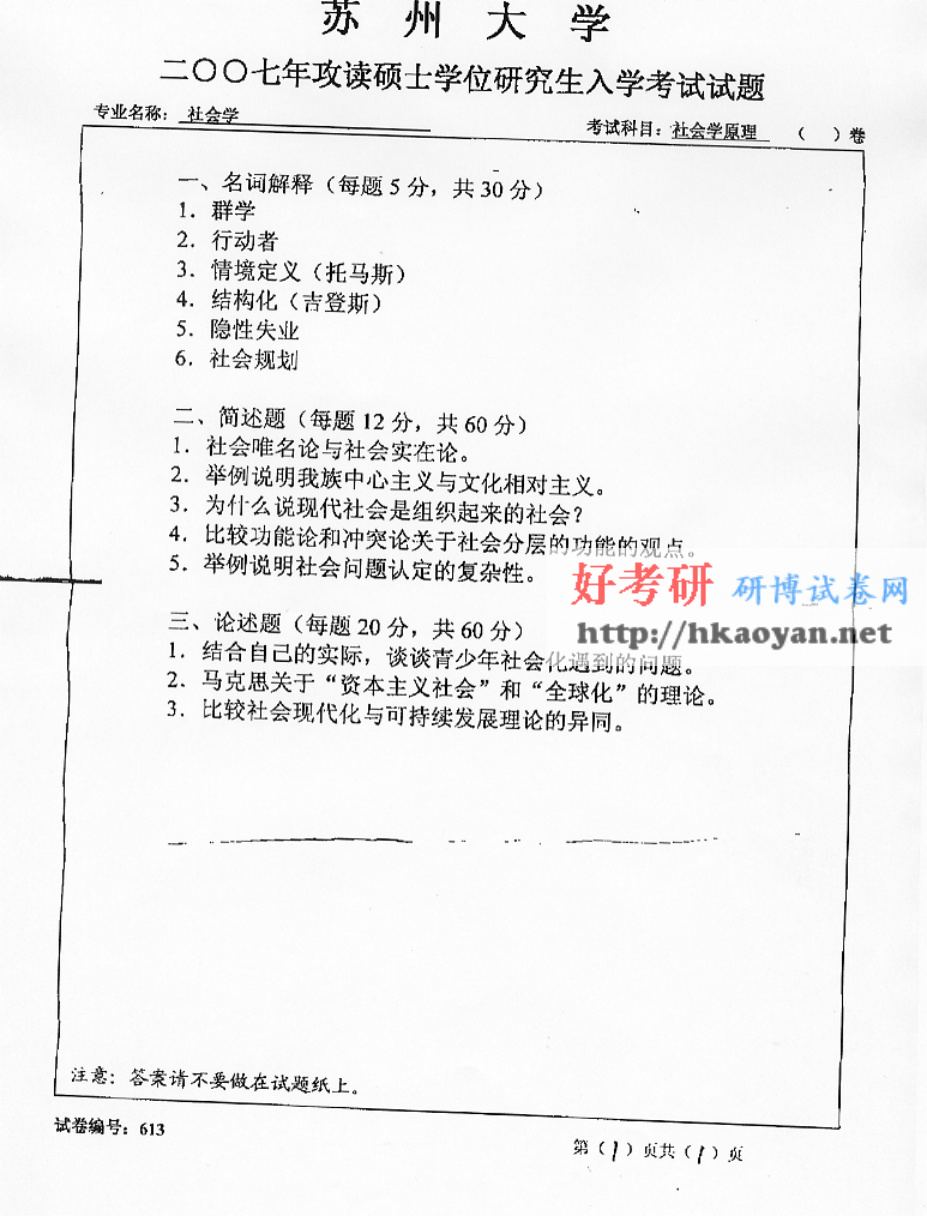 苏州大学
二〇〇七年攻读硕士学位研究生入学考试试题
专业名称：社会学 考试科目：社会学原理 （ ）卷
一、名词解释（每题 5 分，共 30 分）
1．群学
2．行动者
3．情境定义（托马斯）
4．结构化（吉登斯）
5．隐性失业
6．社会规划
二、简述题（每题 12 分，共 60 分）
1．社会唯名论与社会实在论。
2．举例说明我族中心主义与文化相对主义。
3．为什么说现代社会是组织起来的社会？
4．比较功能论和冲突论关于社会分层的功能的观点。
5．举例说明社会问题认定的复杂性。
好考研 研博试卷网
http://hkaoyan.net
三、论述题（每题 20 分，共 60 分）
1．结合自己的实际，谈谈青少年社会化遇到的问题。
2．马克思关于“资本主义社会”和“全球化”的理论。
3．比较社会现代化与可持续发展理论的异同。
注意：答案请不要做在试题纸上。
试卷编号：613
第（1）页共（1）页